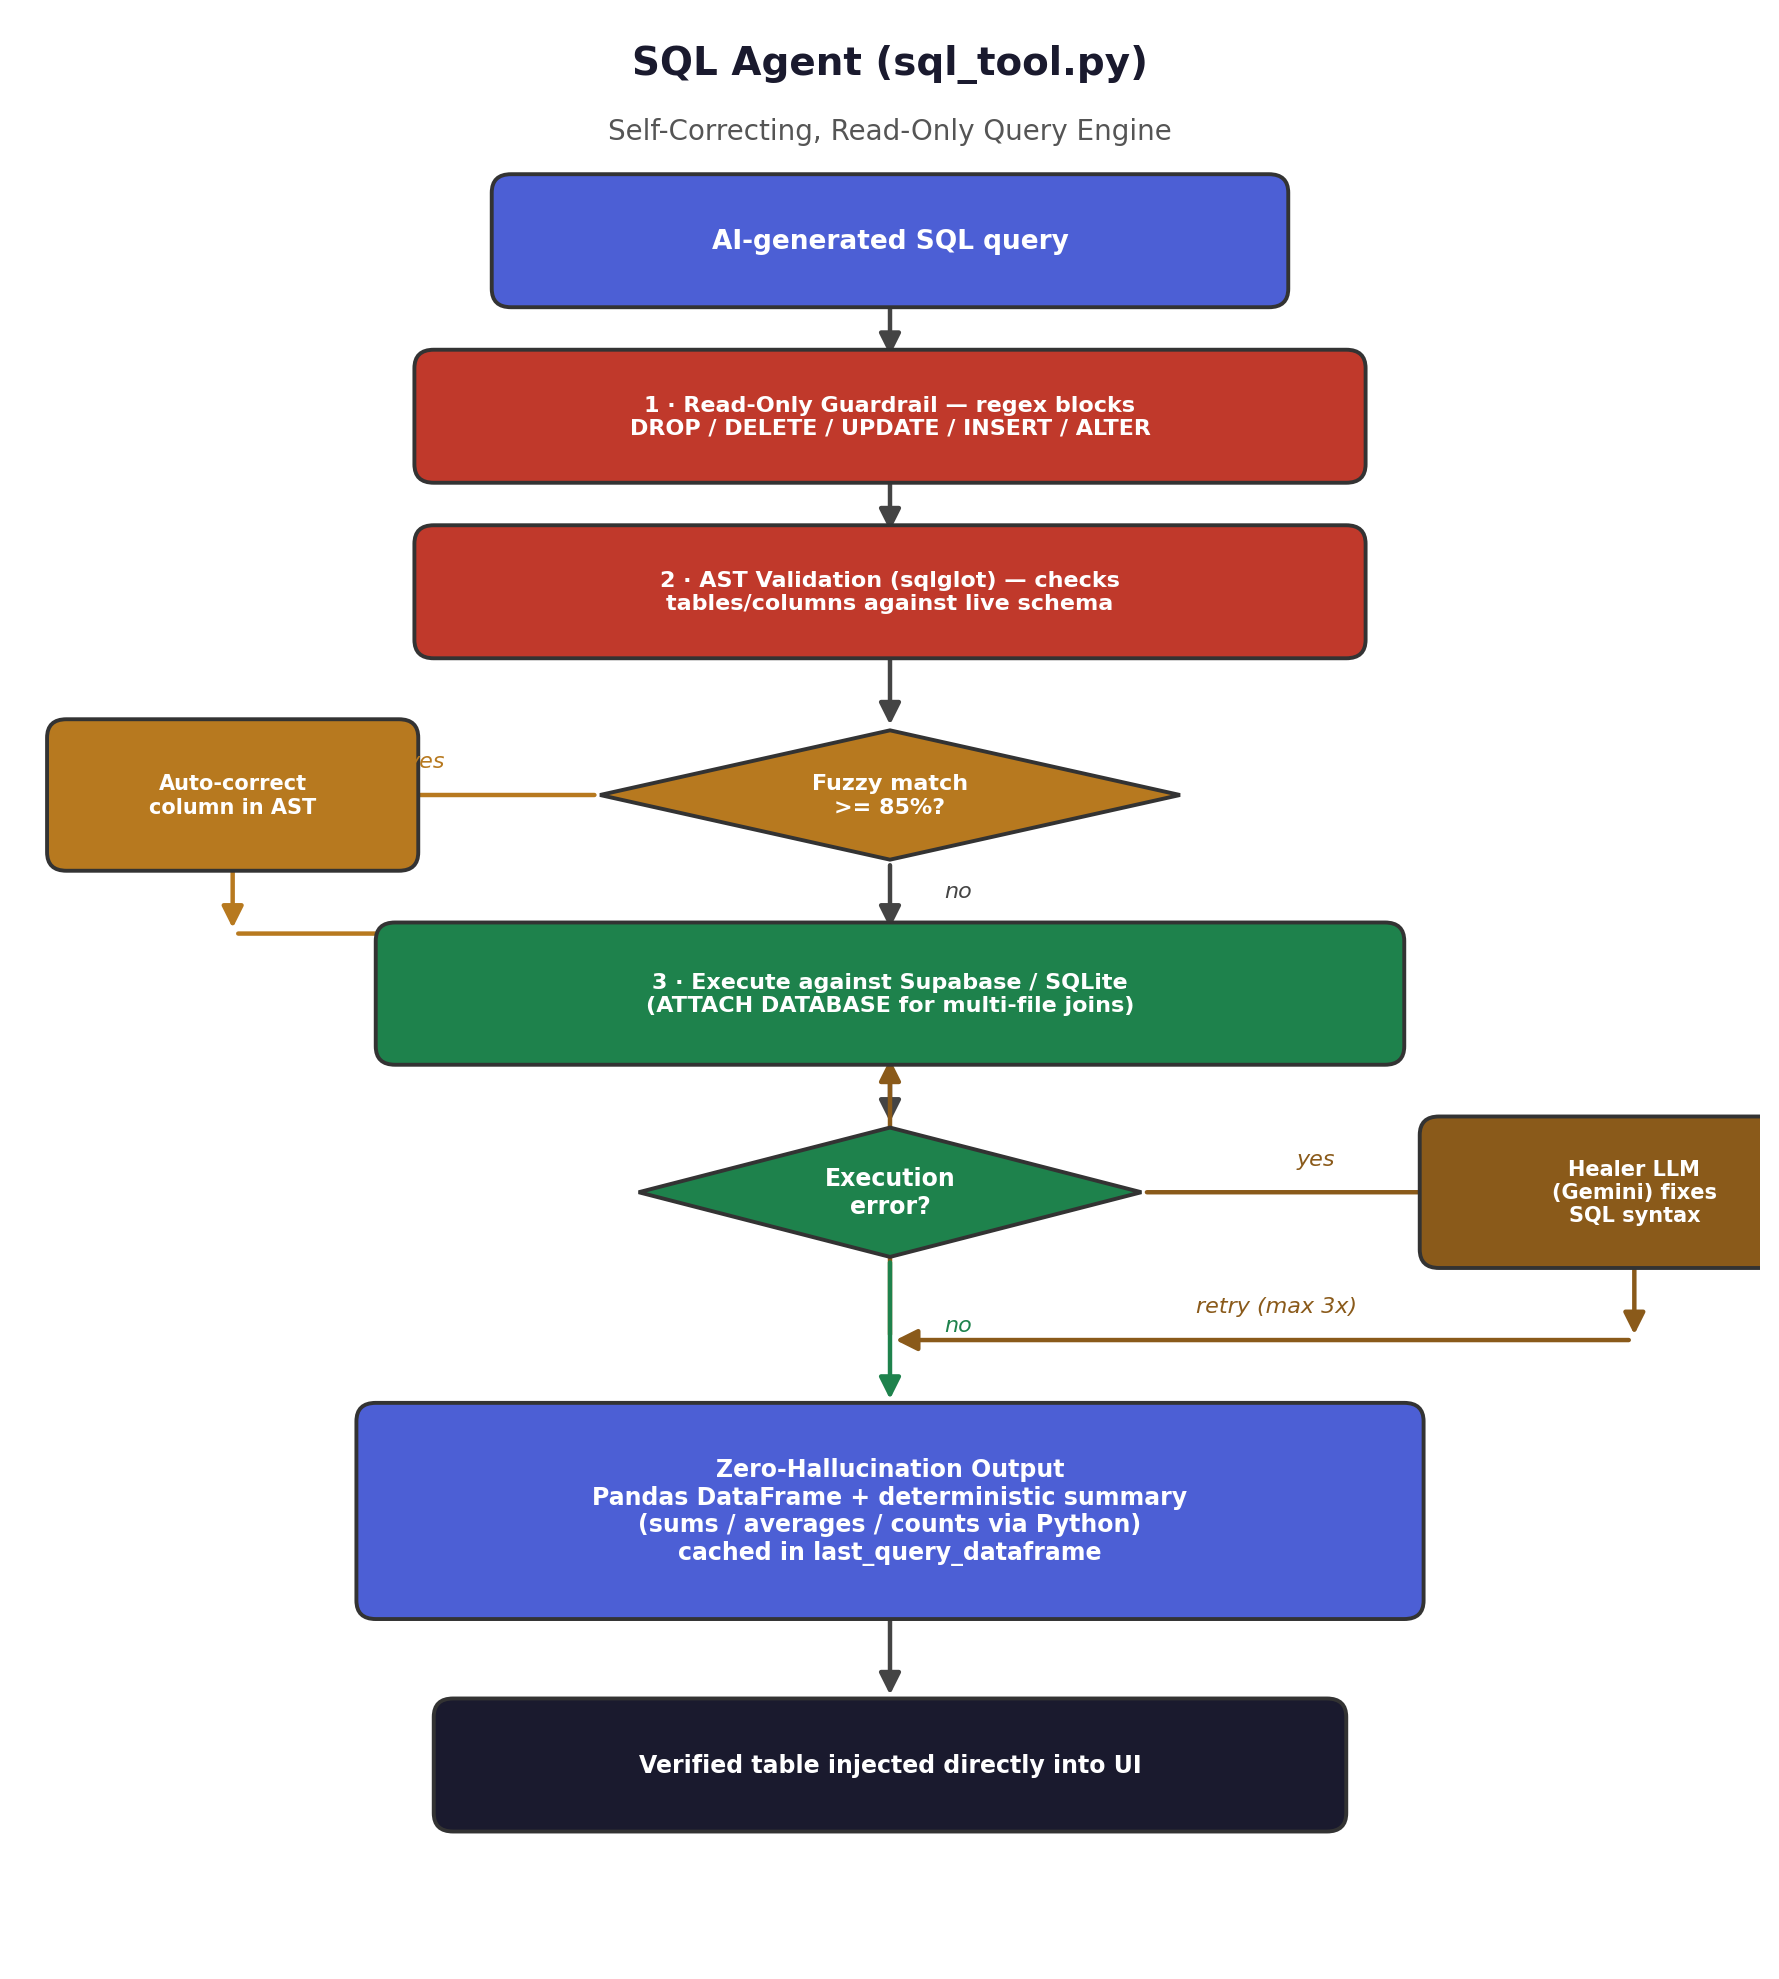 SQL Agent (sql_tool.py)
Self-Correcting, Read-Only Query Engine
AI-generated SQL query
1 · Read-Only Guardrail — regex blocks
DROP / DELETE / UPDATE / INSERT / ALTER
2 · AST Validation (sqlglot) — checks
tables/columns against live schema
yes
Auto-correct
column in AST
Fuzzy match
>= 85%?
no
3 · Execute against Supabase / SQLite
(ATTACH DATABASE for multi-file joins)
Execution
error?
yes
Healer LLM
(Gemini) fixes
SQL syntax
retry (max 3x)
no
Zero-Hallucination Output
Pandas DataFrame + deterministic summary
(sums / averages / counts via Python)
cached in last_query_dataframe
Verified table injected directly into UI